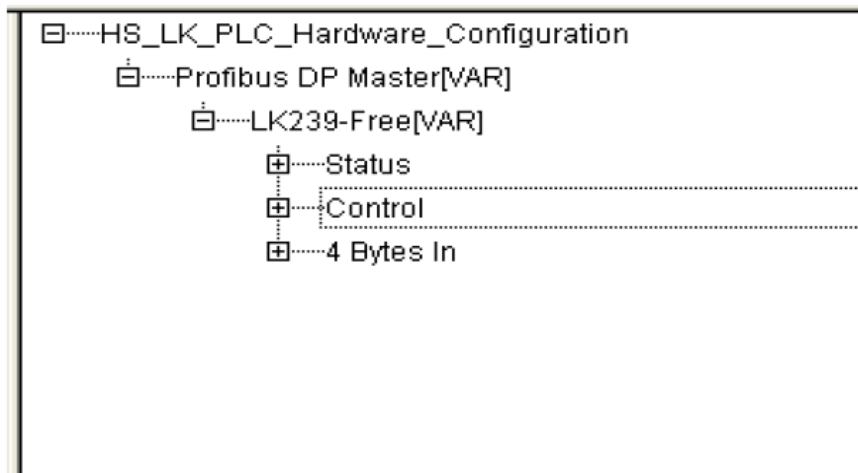 HS_LK_PLC_Hardware_Configuration
Profibus DP Master[VAR]
LK239-Free[VAR]
Status
Control
4 Bytes In